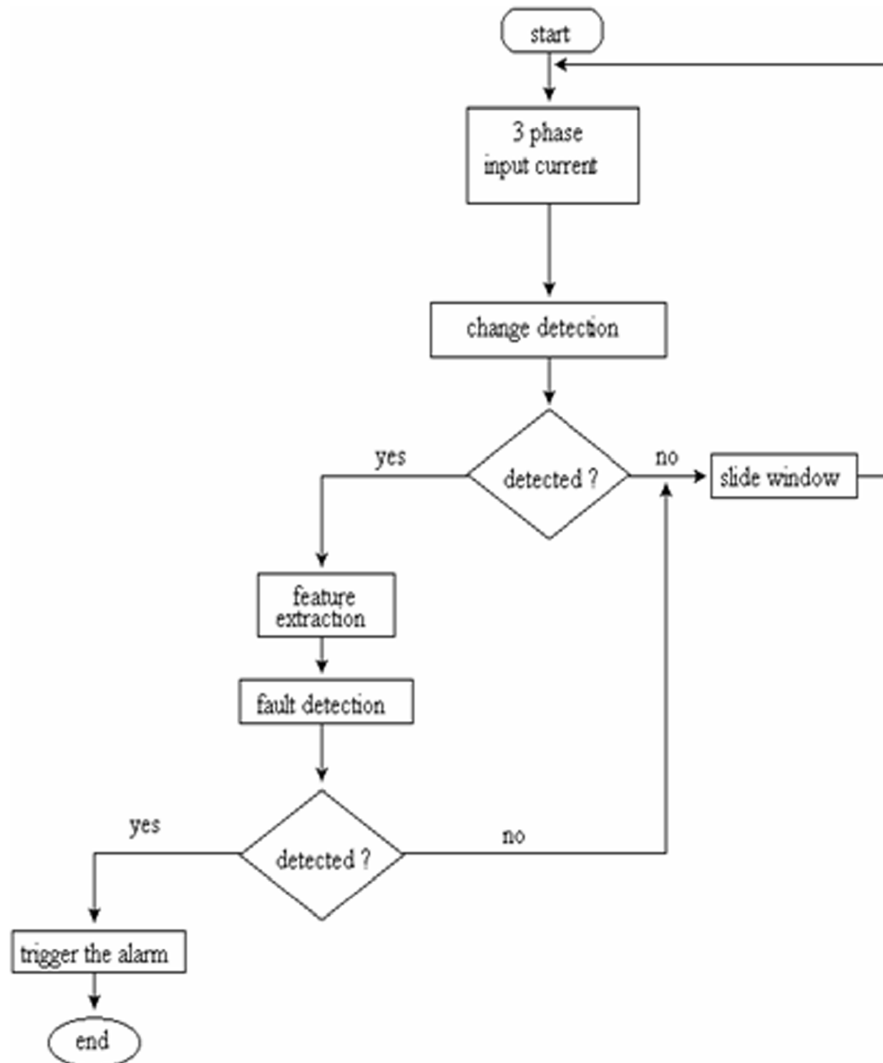 start
3 phase
input current
change detection
yes
detected ?
no
slide window
feature
extraction
fault detection
yes
detected ?
no
trigger the alarm
end